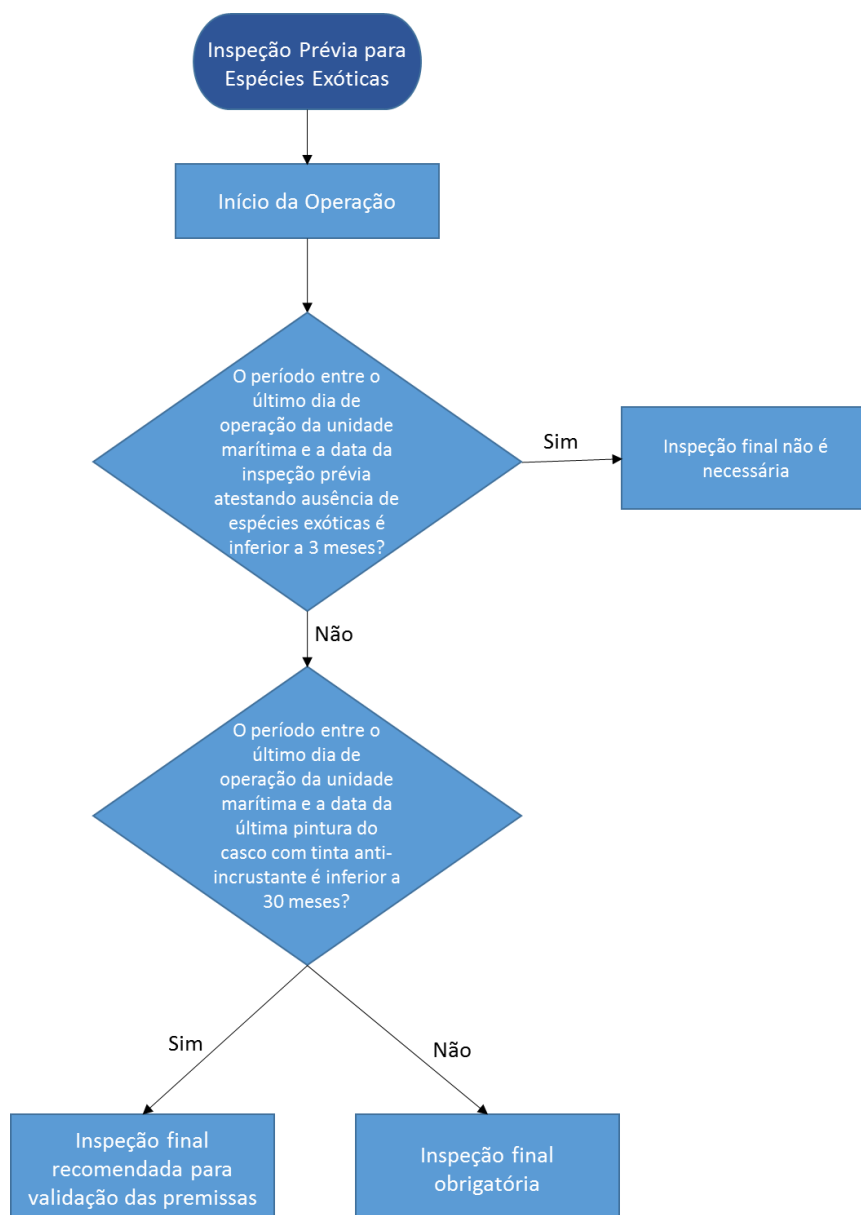 Inspeção Prévia para
Espécies Exóticas
Início da Operação
O período entre o
último dia de
operação da unidade
marítima e a data da
inspeção prévia
atestando ausência de
espécies exóticas é
inferior a 3 meses?
Sim
Inspeção final não é
necessária
Não
O período entre o
último dia de
operação da unidade
marítima e a data da
última pintura do
casco com tinta anti-
incrustante é inferior a
30 meses?
Sim
Não
Inspeção final
recomendada para
validação das premissas
Inspeção final
obrigatória